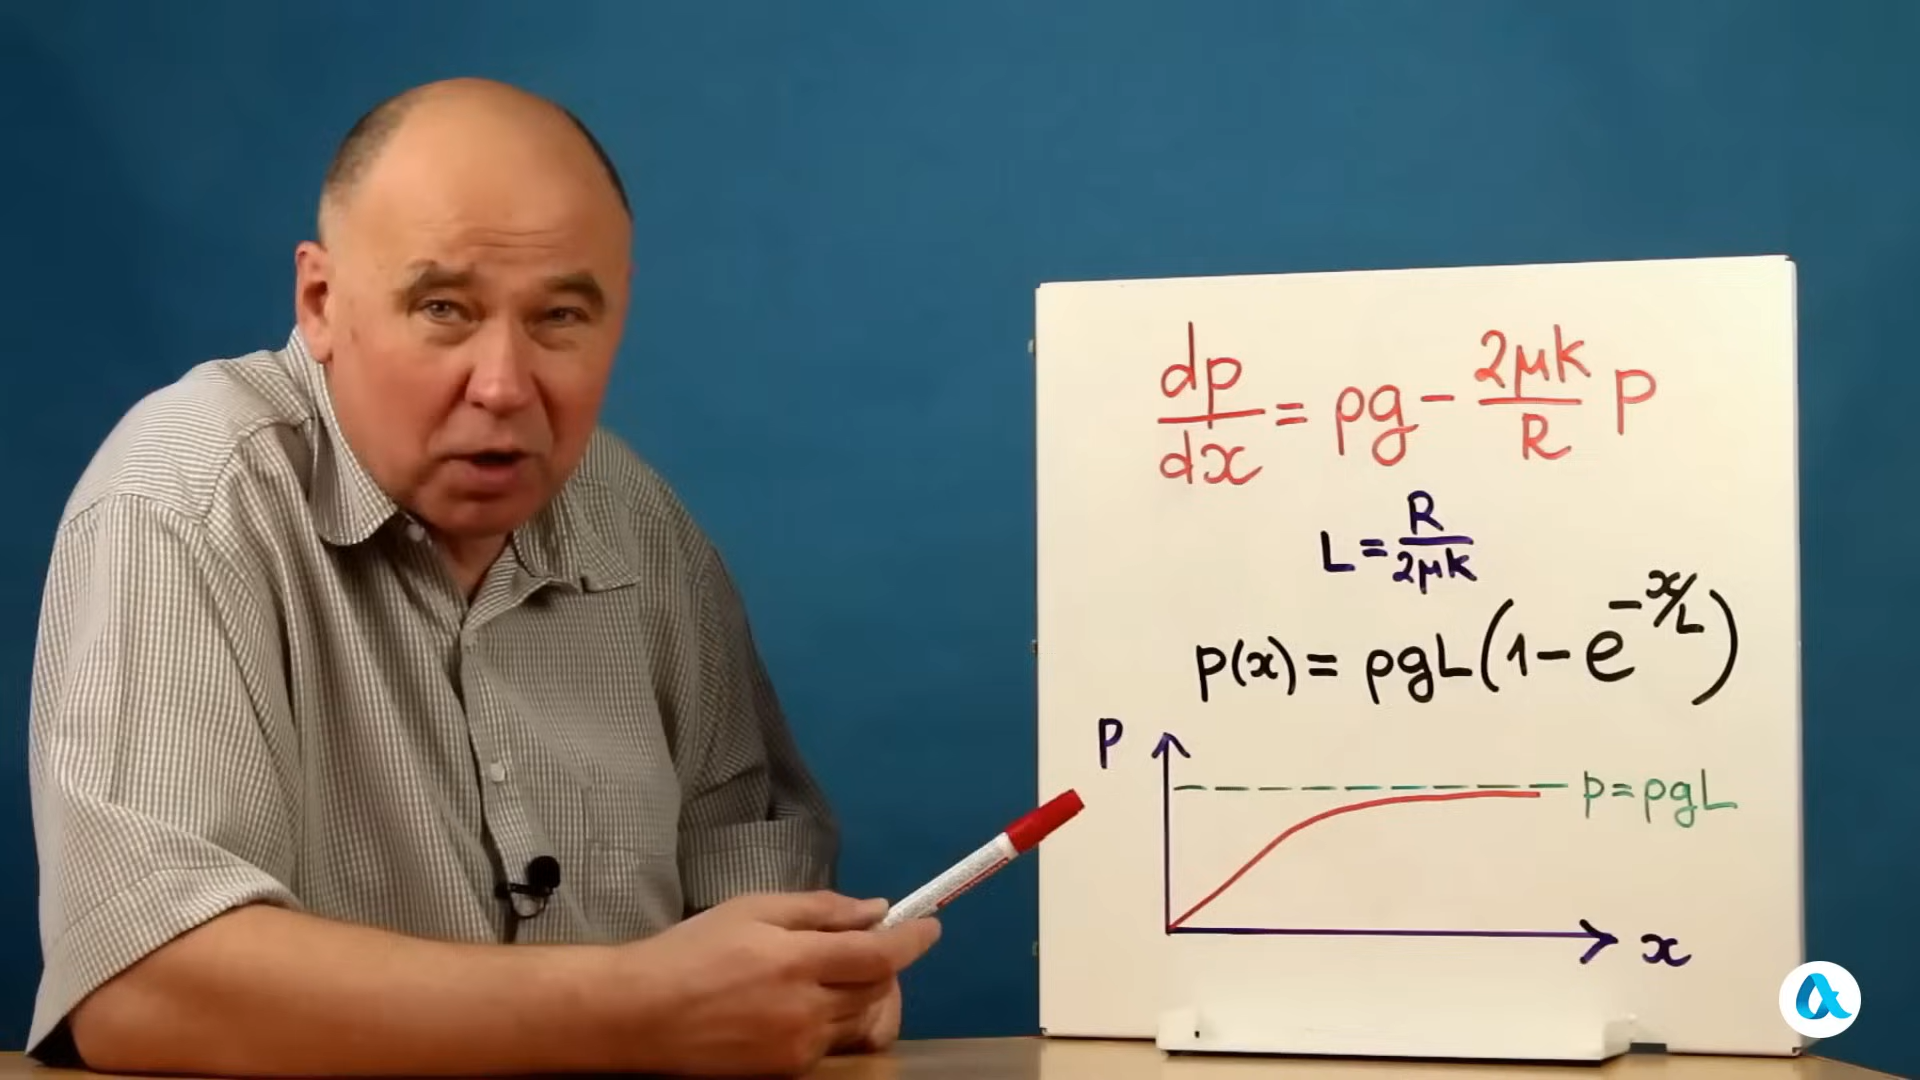 dp/dx = ρg - 2μk/R p
L = R/2μk
p(x) = ρgL(1 - e^(-x/L))
p
p = ρgL
x